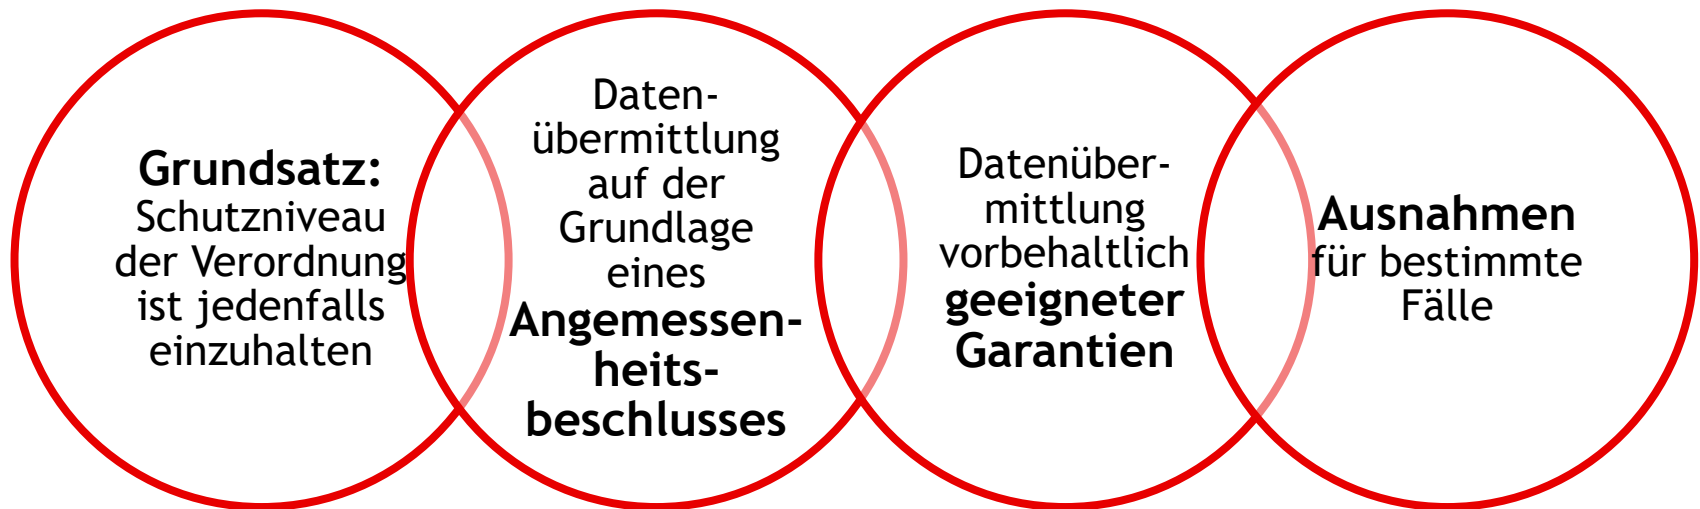 Grundsatz:
Schutzniveau
der Verordnung
ist jedenfalls
einzuhalten
Daten-
übermittlung
auf der
Grundlage
eines
Angemessen-
heits-
beschlusses
Datenüber-
mittlung
vorbehaltlich
geeigneter
Garantien
Ausnahmen
für bestimmte
Fälle